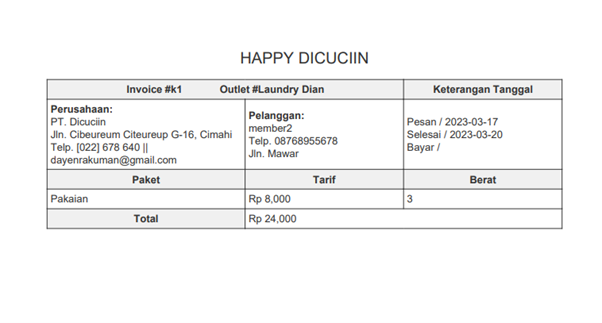 HAPPY DICUCIIN
Invoice #k1 Outlet #Laundry Dian Keterangan Tanggal
Perusahaan:
PT. Dicuciin
Jln. Cibeureum Citeureup G-16, Cimahi
Telp. [022] 678 640 ||
dayenrakuman@gmail.com
Pelanggan:
member2
Telp. 08768955678
Jln. Mawar
Pesan / 2023-03-17
Selesai / 2023-03-20
Bayar /
Paket Tarif Berat
Pakaian Rp 8,000 3
Total Rp 24,000